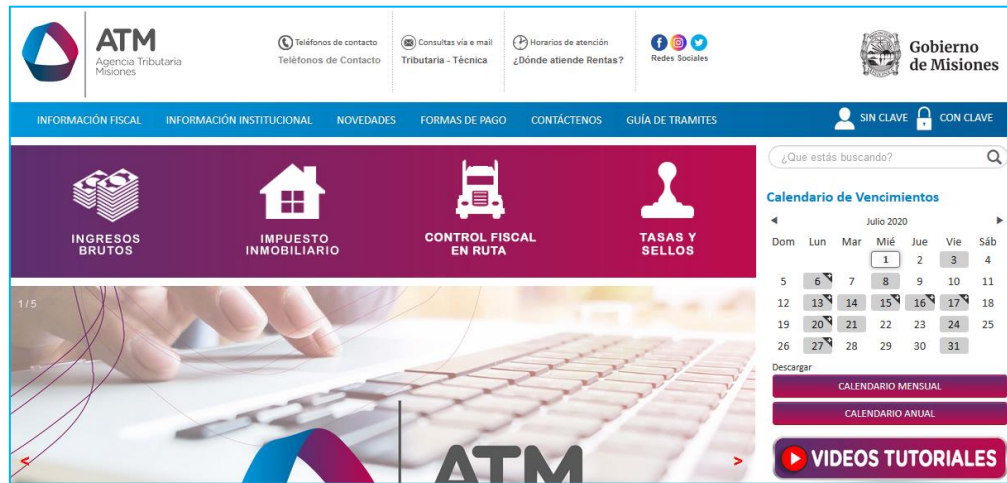 ATM
Agencia Tributaria
Misiones
Teléfonos de contacto
Teléfonos de Contacto
Consultas vía e mail
Tributaria - Técnica
Horarios de atención
¿Dónde atiende Rentas?
Redes Sociales
Gobierno
de Misiones
INFORMACIÓN FISCAL INFORMACIÓN INSTITUCIONAL NOVEDADES FORMAS DE PAGO CONTÁCTENOS GUÍA DE TRAMITES SIN CLAVE CON CLAVE
INGRESOS
BRUTOS
IMPUESTO
INMOBILIARIO
CONTROL FISCAL
EN RUTA
TASAS Y
SELLOS
1/5
ATM
< >
¿Que estás buscando?
Calendario de Vencimientos
Julio 2020
Dom Lun Mar Mié Jue Vie Sáb
1 2 3 4
5 6 7 8 9 10 11
12 13 14 15 16 17 18
19 20 21 22 23 24 25
26 27 28 29 30 31
Descargar
CALENDARIO MENSUAL
CALENDARIO ANUAL
VIDEOS TUTORIALES